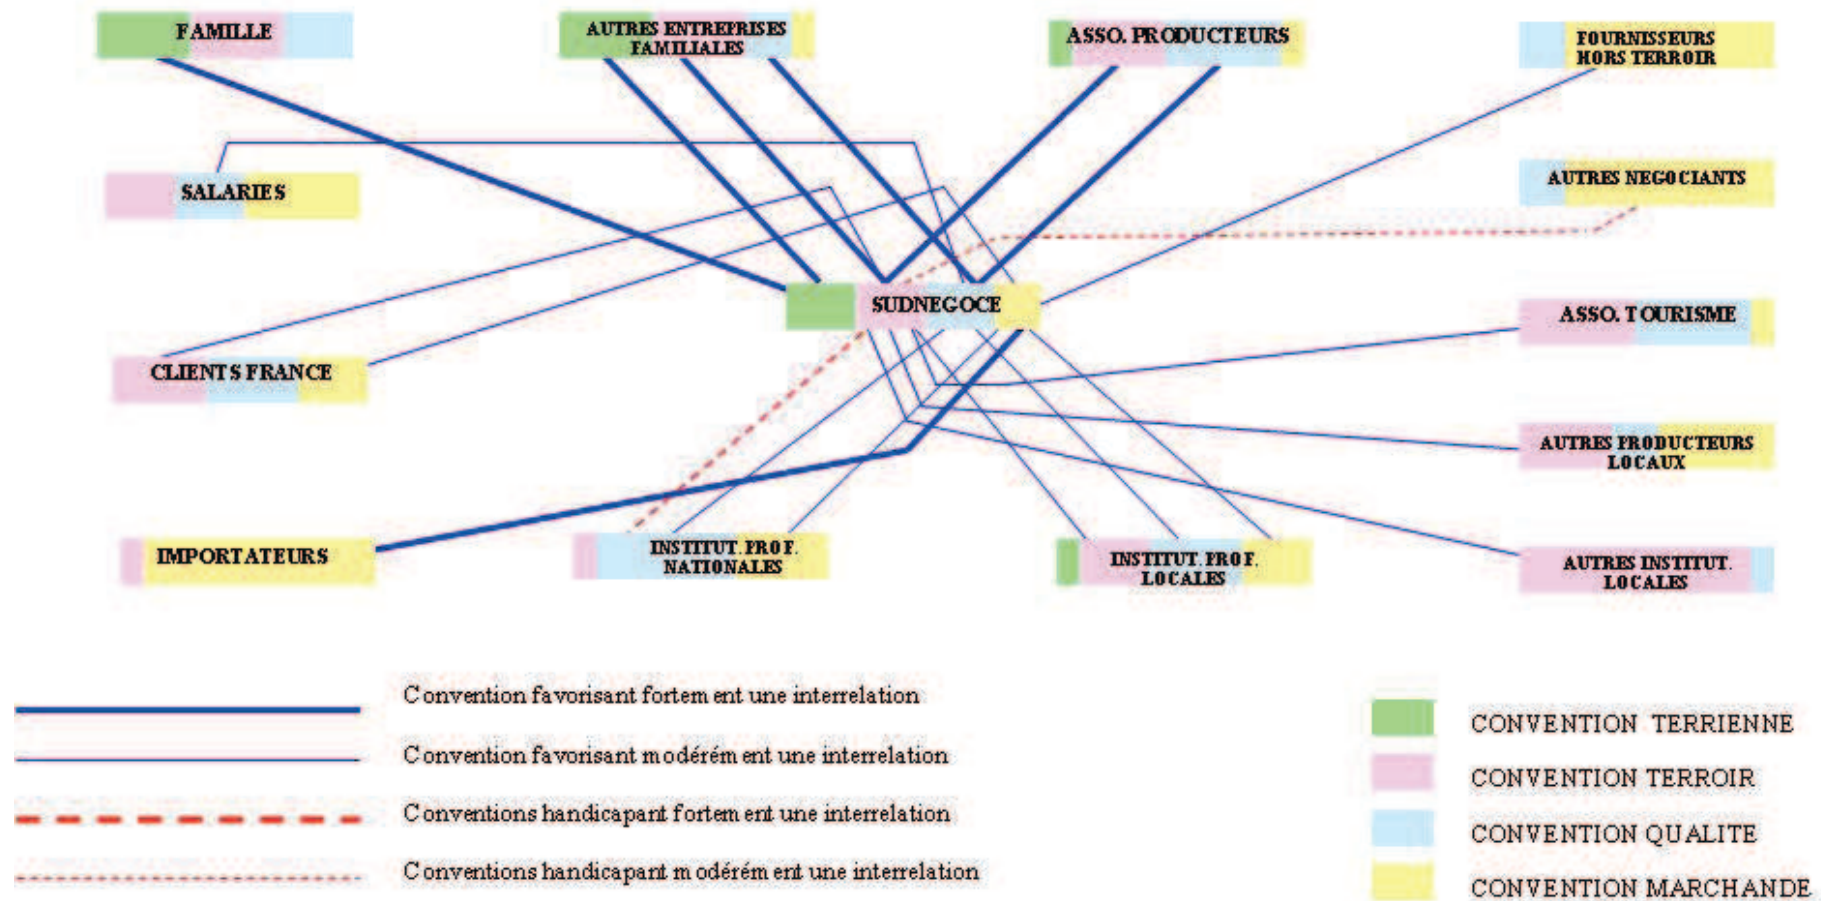 FAMILLE
AUTRES ENTREPRISES
FAMILIALES
ASSO. PRODUCTEURS
FOURNISSEURS
HORS TERROIR
SALARIES
AUTRES NEGOCIANTS
SUDNEGOCE
ASSO. TOURISME
CLIENTS FRANCE
AUTRES PRODUCTEURS
LOCAUX
IMPORTATEURS
INSTITUT. PROF.
NATIONALES
INSTITUT. PROF.
LOCALES
AUTRES INSTITUT.
LOCALES
Convention favorisant fortement une interrelation
Convention favorisant modérément une interrelation
Conventions handicapant fortement une interrelation
Conventions handicapant modérément une interrelation
CONVENTION TERRIENNE
CONVENTION TERROIR
CONVENTION QUALITE
CONVENTION MARCHANDE